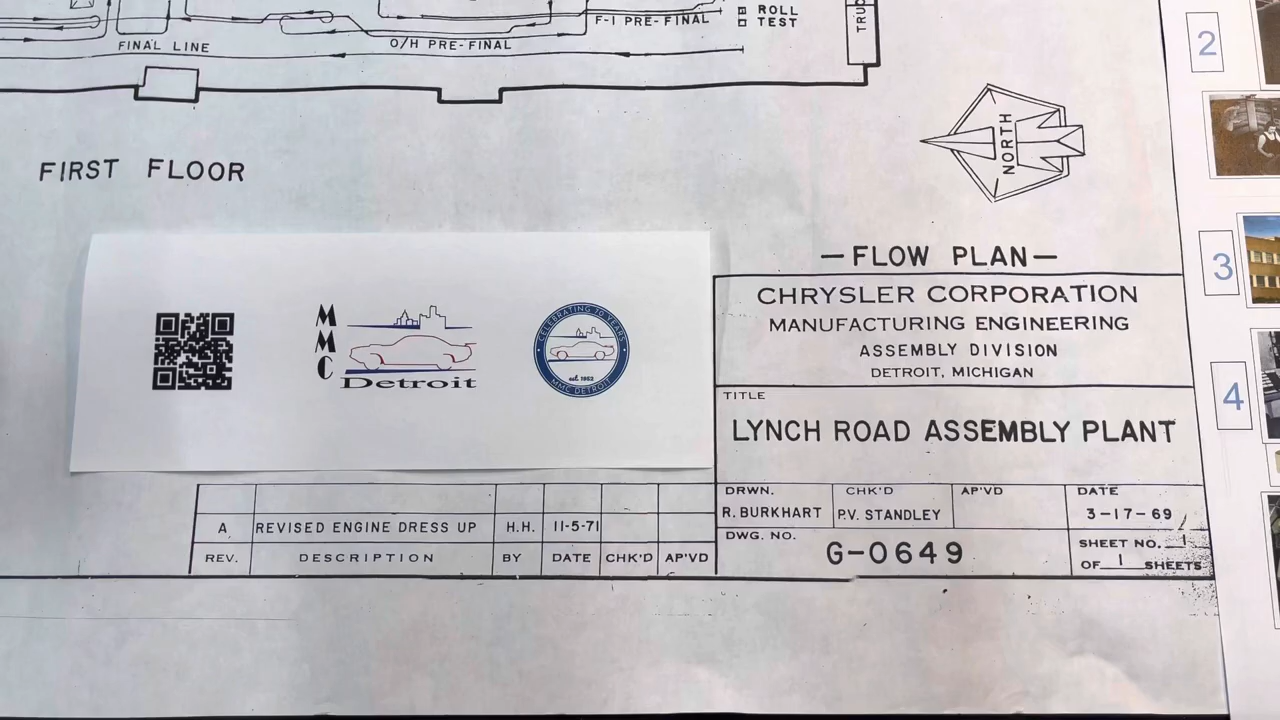 ROLL
TEST
F-1 PRE-FINAL
FINAL LINE
O/H PRE-FINAL
TRUC
2
NORTH
FIRST FLOOR
3
—FLOW PLAN—
CHRYSLER CORPORATION
MANUFACTURING ENGINEERING
ASSEMBLY DIVISION
DETROIT, MICHIGAN
MMC
Detroit
CELEBRATING 70 YEARS
est. 1953
MMC DETROIT
4
TITLE
LYNCH ROAD ASSEMBLY PLANT
DRWN. CHK'D AP'VD DATE
R. BURKHART P.V. STANDLEY 3-17-69
A REVISED ENGINE DRESS UP H.H. 11-5-71
DWG. NO. G-0649 SHEET NO. 1
OF 1 SHEETS
REV. DESCRIPTION BY DATE CHK'D AP'VD